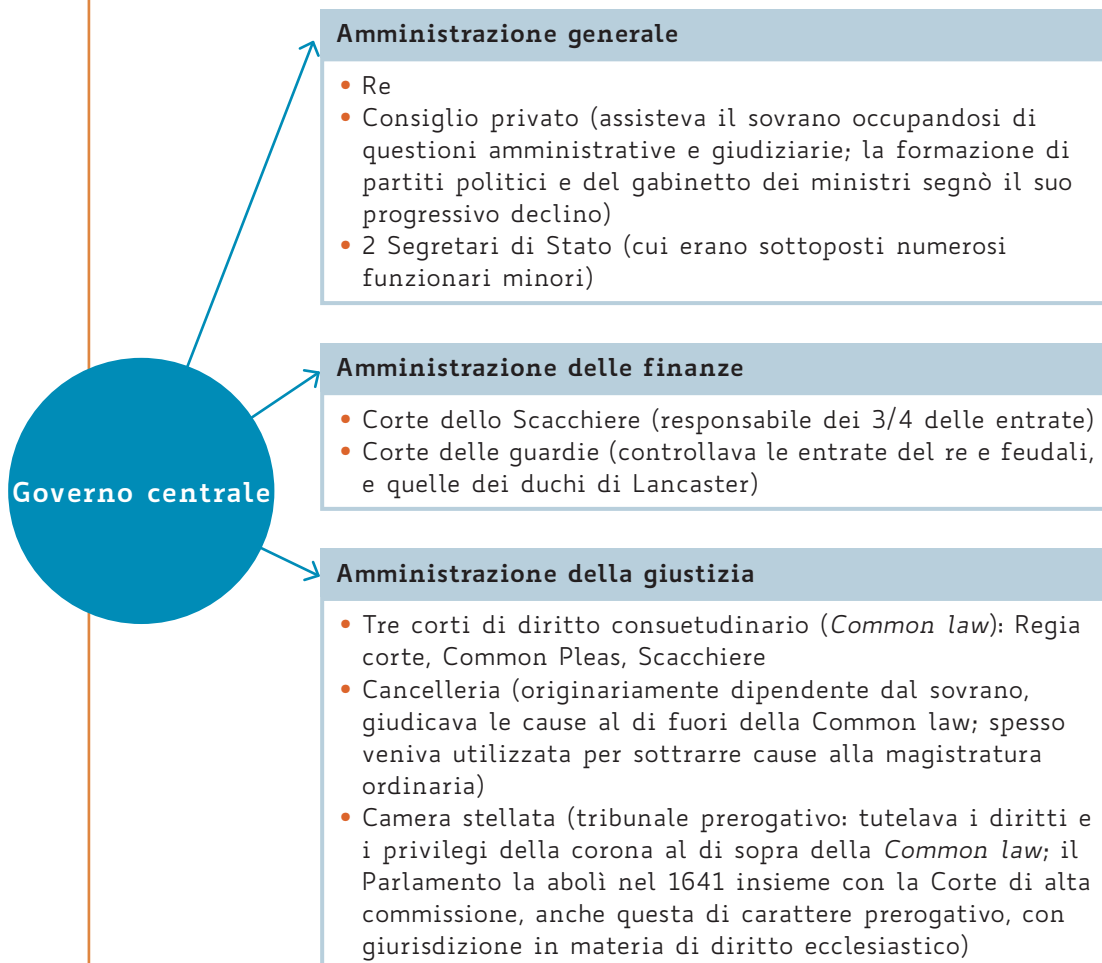 Governo centrale
Amministrazione generale
• Re
• Consiglio privato (assisteva il sovrano occupandosi di
questioni amministrative e giudiziarie; la formazione di
partiti politici e del gabinetto dei ministri segnò il suo
progressivo declino)
• 2 Segretari di Stato (cui erano sottoposti numerosi
funzionari minori)
Amministrazione delle finanze
• Corte dello Scacchiere (responsabile dei 3/4 delle entrate)
• Corte delle guardie (controllava le entrate del re e feudali,
e quelle dei duchi di Lancaster)
Amministrazione della giustizia
• Tre corti di diritto consuetudinario (Common law): Regia
corte, Common Pleas, Scacchiere
• Cancelleria (originariamente dipendente dal sovrano,
giudicava le cause al di fuori della Common law; spesso
veniva utilizzata per sottrarre cause alla magistratura
ordinaria)
• Camera stellata (tribunale prerogativo: tutelava i diritti e
i privilegi della corona al di sopra della Common law; il
Parlamento la abolì nel 1641 insieme con la Corte di alta
commissione, anche questa di carattere prerogativo, con
giurisdizione in materia di diritto ecclesiastico)